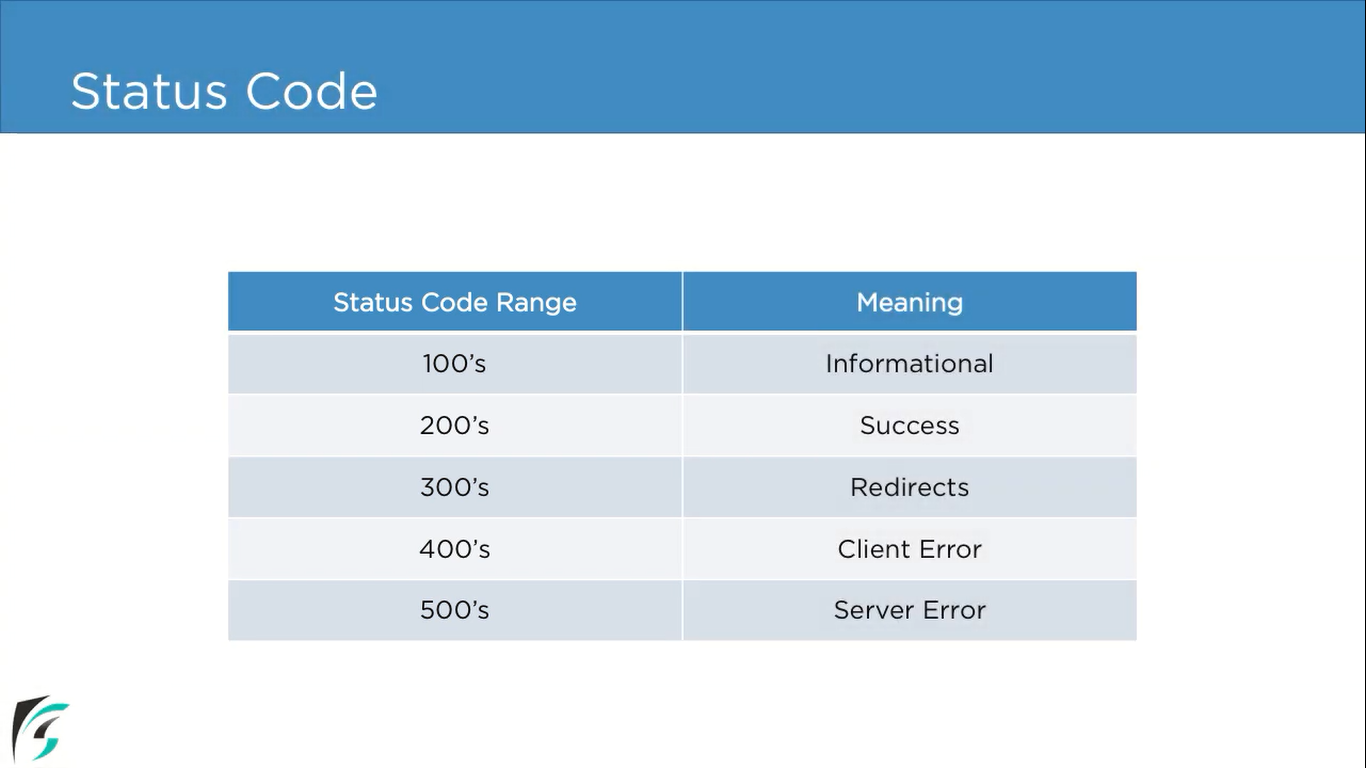 Status Code
Status Code Range Meaning
100’s Informational
200’s Success
300’s Redirects
400’s Client Error
500’s Server Error